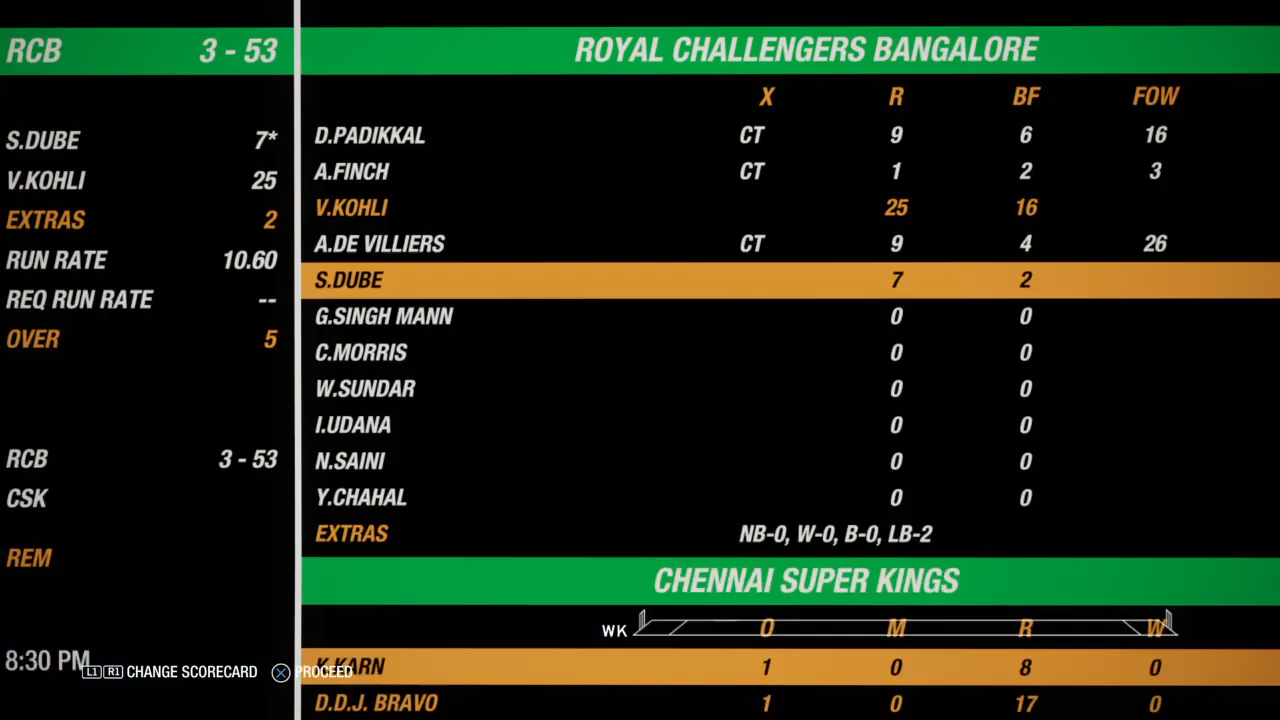 RCB 3 - 53
S.DUBE 7*
V.KOHLI 25
EXTRAS 2
RUN RATE 10.60
REQ RUN RATE --
OVER 5
RCB 3 - 53
CSK
REM
8:30 PM
ROYAL CHALLENGERS BANGALORE
X R BF FOW
D.PADIKKAL CT 9 6 16
A.FINCH CT 1 2 3
V.KOHLI 25 16
A.DE VILLIERS CT 9 4 26
S.DUBE 7 2
G.SINGH MANN 0 0
C.MORRIS 0 0
W.SUNDAR 0 0
I.UDANA 0 0
N.SAINI 0 0
Y.CHAHAL 0 0
EXTRAS NB-0, W-0, B-0, LB-2
CHENNAI SUPER KINGS
WK O M R W
K.KARN 1 0 8 0
L1 R1 CHANGE SCORECARD PROCEED
D.D.J. BRAVO 1 0 17 0